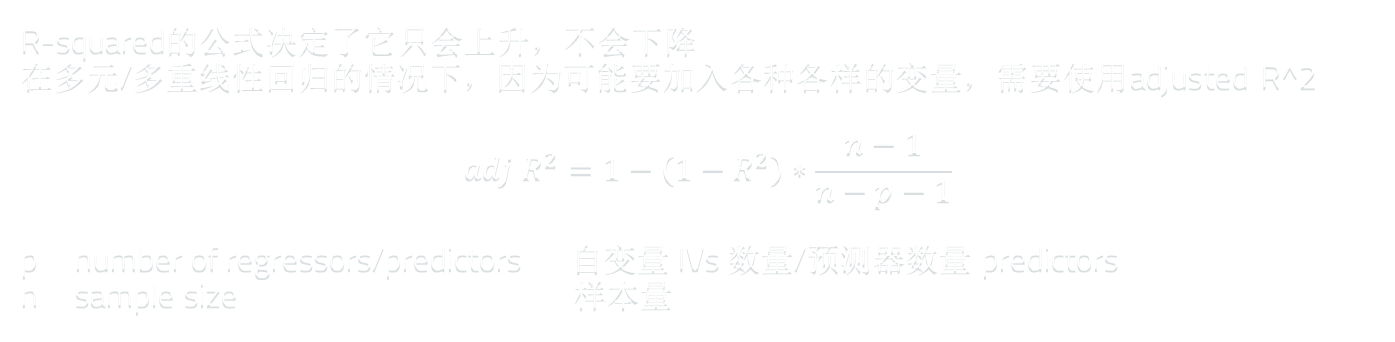 R-squared的公式决定了它只会上升，不会下降
在多元/多重线性回归的情况下，因为可能要加入各种各样的变量，需要使用adjusted R^2
adj R² = 1 − (1 − R²) * (n − 1)/(n − p − 1)
p number of regressors/predictors 自变量 IVs 数量/预测器数量 predictors
n sample size 样本量